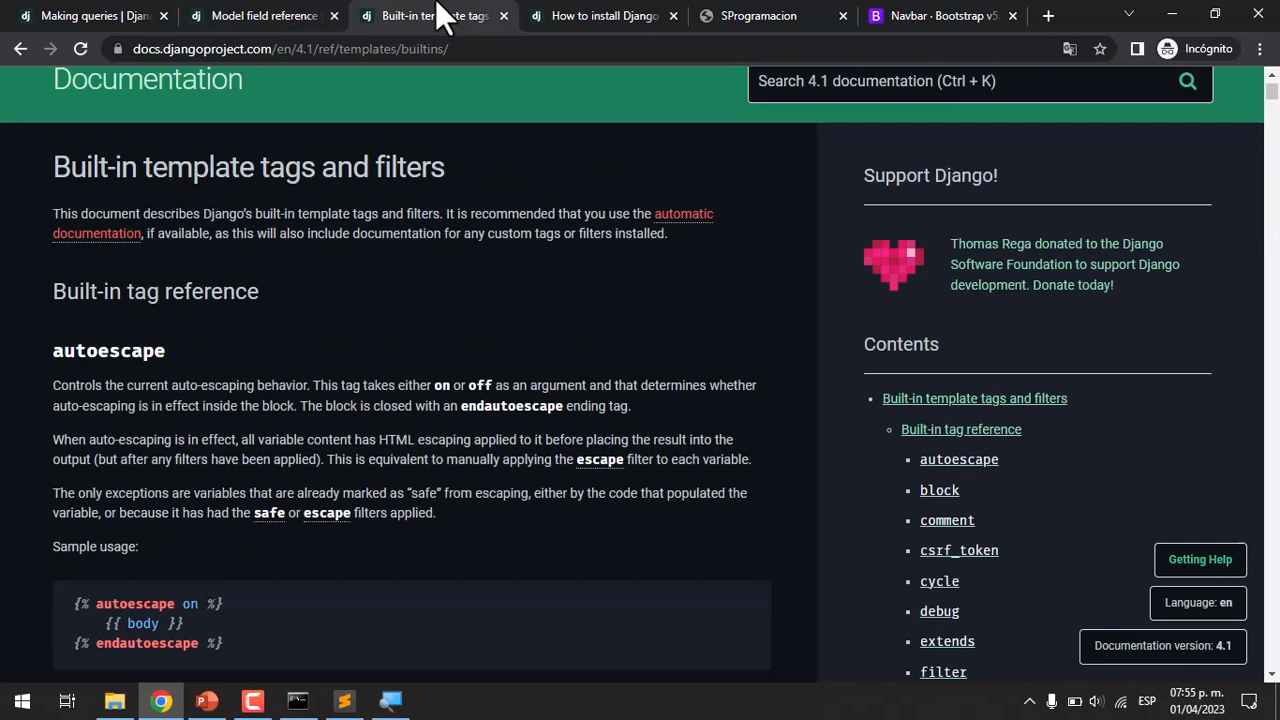 Making queries | Djan
Model field reference |
Built-in template tags
How to install Django
SProgramacion
Navbar · Bootstrap v5.
docs.djangoproject.com/en/4.1/ref/templates/builtins/
Incógnito
Documentation
Search 4.1 documentation (Ctrl + K)
Built-in template tags and filters
This document describes Django’s built-in template tags and filters. It is recommended that you use the automatic
documentation, if available, as this will also include documentation for any custom tags or filters installed.
Built-in tag reference
autoescape
Controls the current auto-escaping behavior. This tag takes either on or off as an argument and that determines whether
auto-escaping is in effect inside the block. The block is closed with an endautoescape ending tag.
When auto-escaping is in effect, all variable content has HTML escaping applied to it before placing the result into the
output (but after any filters have been applied). This is equivalent to manually applying the escape filter to each variable.
The only exceptions are variables that are already marked as “safe” from escaping, either by the code that populated the
variable, or because it has had the safe or escape filters applied.
Sample usage:
{% autoescape on %}
{{ body }}
{% endautoescape %}
Support Django!
Thomas Rega donated to the Django
Software Foundation to support Django
development. Donate today!
Contents
Built-in template tags and filters
Built-in tag reference
autoescape
block
comment
csrf_token
cycle
debug
extends
filter
Getting Help
Language: en
Documentation version: 4.1
ESP
07:55 p. m.
01/04/2023